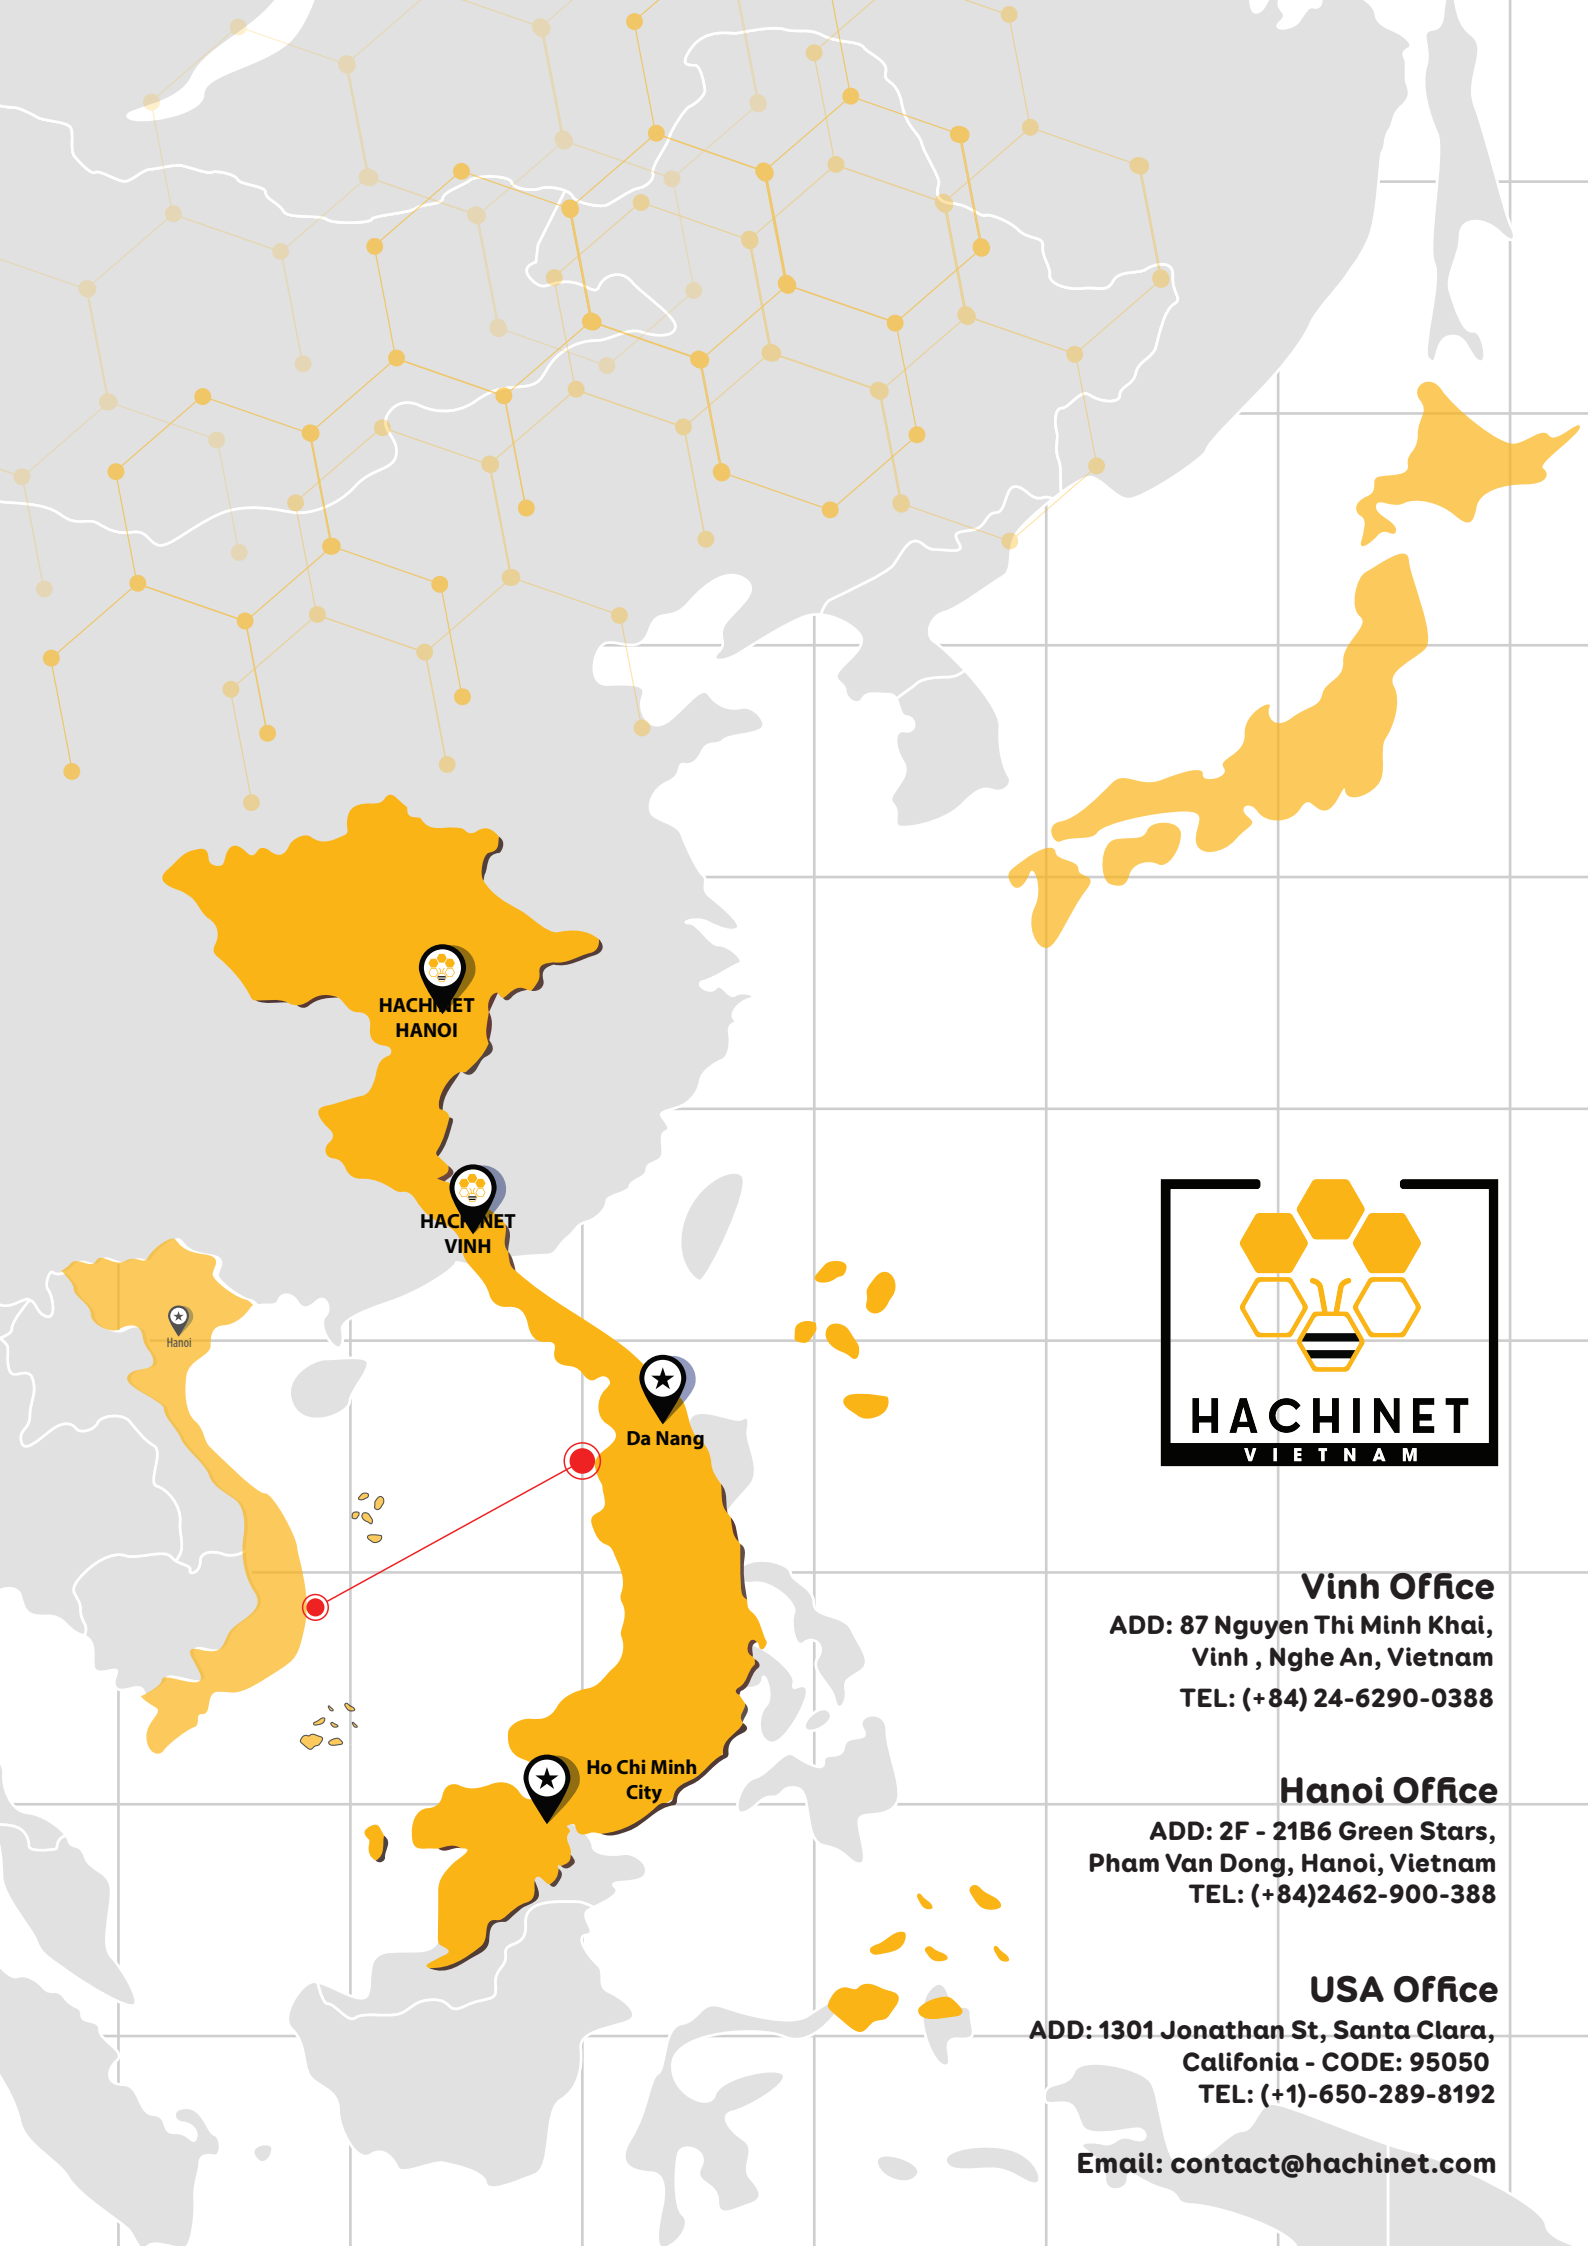 HACHINET
HANOI
HACHINET
VINH
Hanoi
Da Nang
Ho Chi Minh
City
HACHINET
VIETNAM
Vinh Office
ADD: 87 Nguyen Thi Minh Khai,
Vinh , Nghe An, Vietnam
TEL: (+84) 24-6290-0388
Hanoi Office
ADD: 2F - 21B6 Green Stars,
Pham Van Dong, Hanoi, Vietnam
TEL: (+84)2462-900-388
USA Office
ADD: 1301 Jonathan St, Santa Clara,
Califonia - CODE: 95050
TEL: (+1)-650-289-8192
Email: contact@hachinet.com